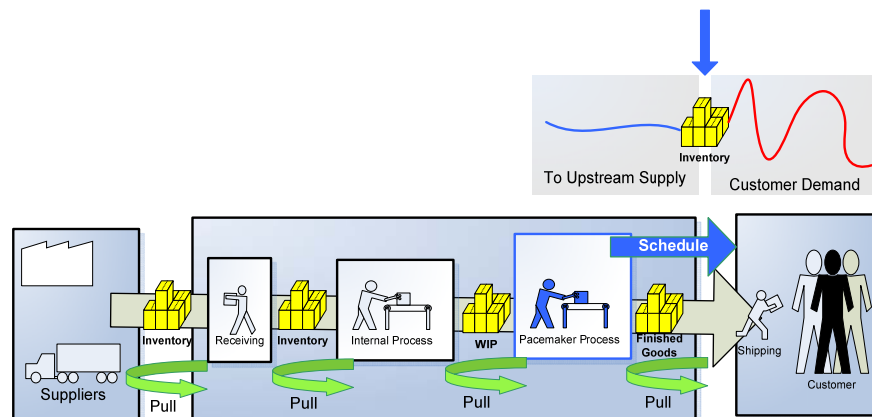 Inventory
To Upstream Supply
Customer Demand
Schedule
Inventory
Receiving
Inventory
Internal Process
WIP
Pacemaker Process
Finished
Goods
Shipping
Suppliers
Customer
Pull
Pull
Pull
Pull